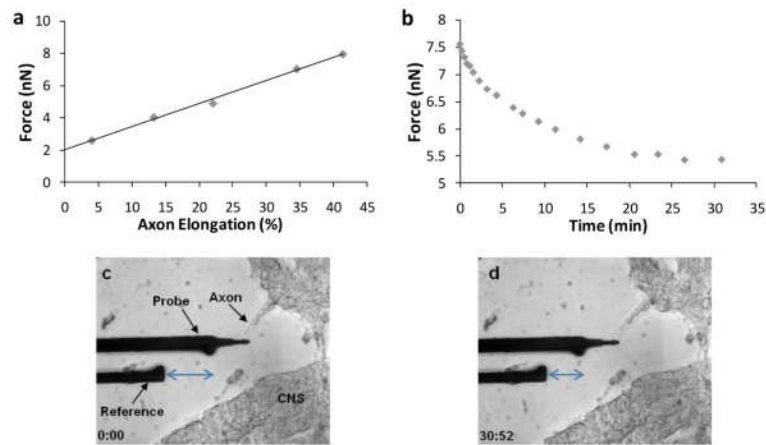 a
10
8
6
4
2
0
Force (nN)
0 5 10 15 20 25 30 35 40 45
Axon Elongation (%)
b
8
7.5
7
6.5
6
5.5
5
Force (nN)
0 5 10 15 20 25 30 35
Time (min)
c
Probe
Axon
Reference
CNS
0:00
d
30:52